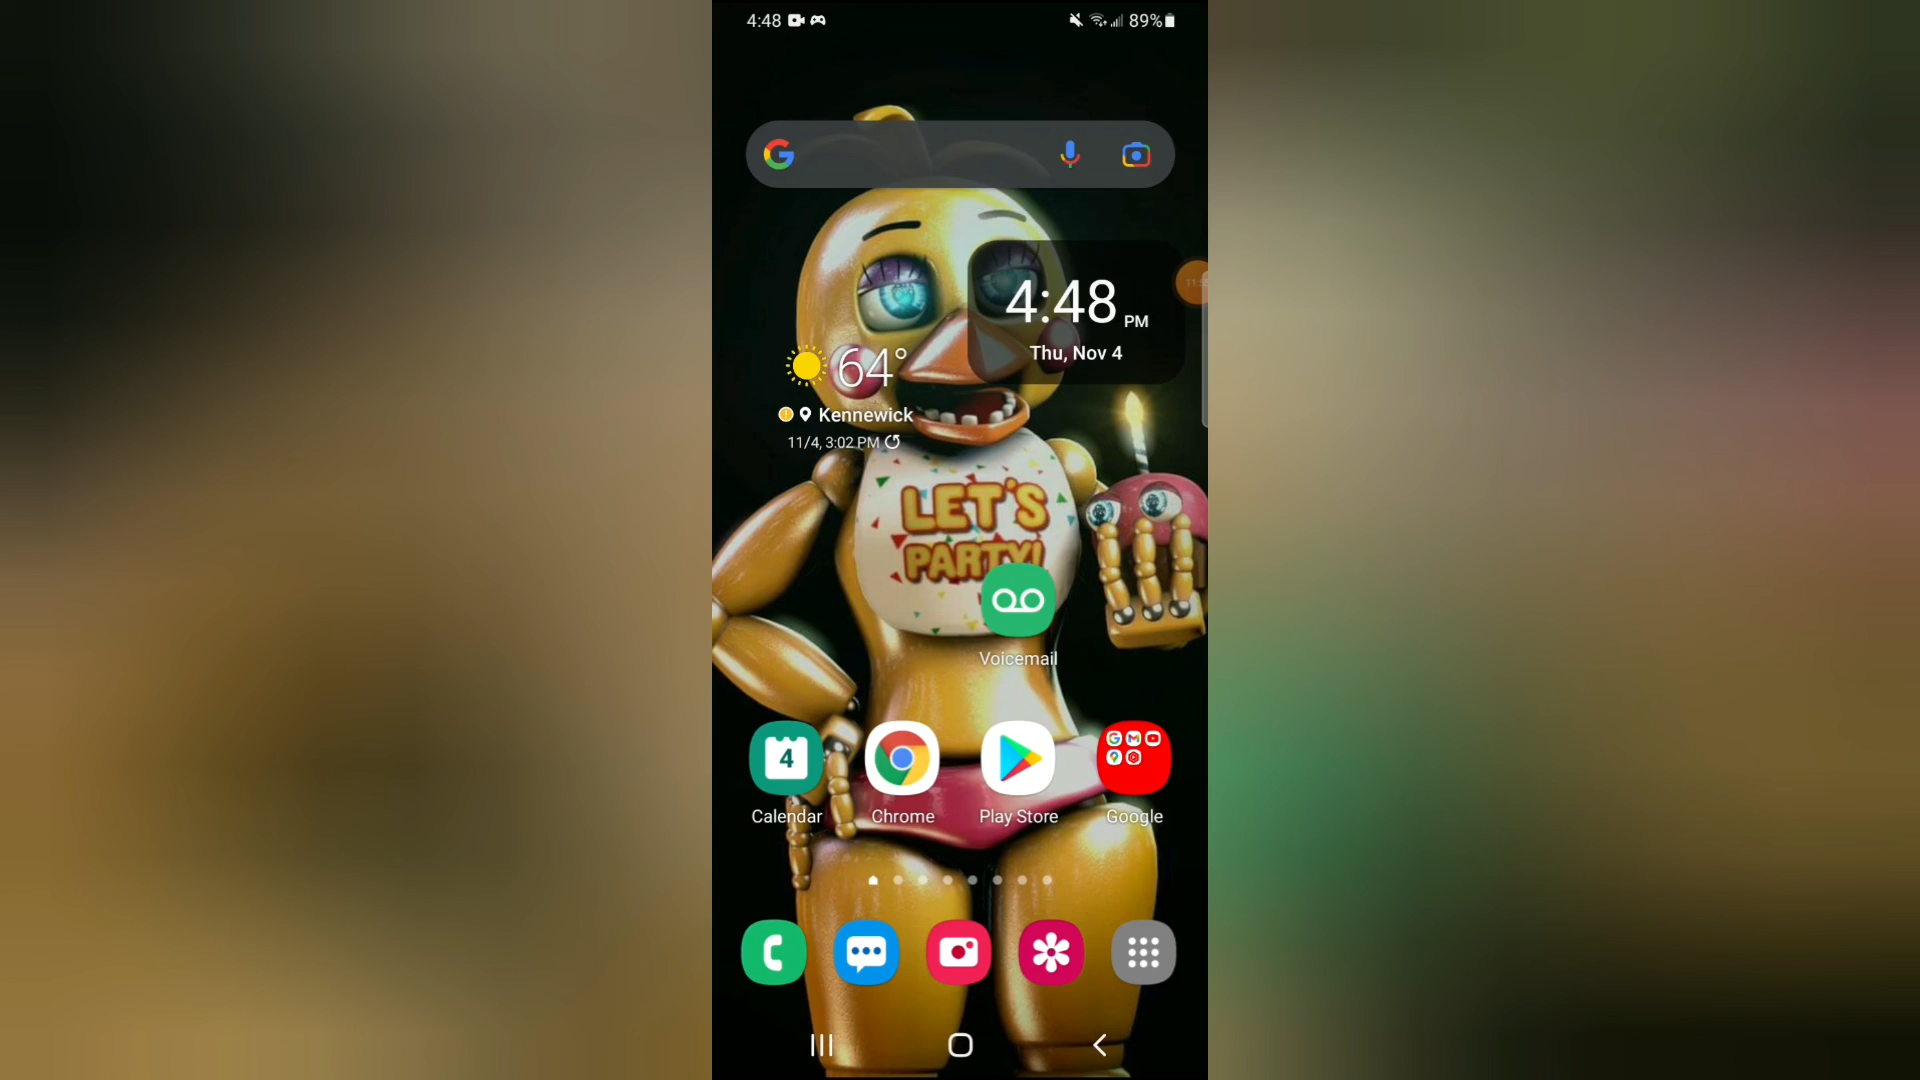 4:48
89%
4:48 PM
Thu, Nov 4
64°
Kennewick
11/4, 3:02 PM
LET'S
PARTY!
Voicemail
4
Calendar
Chrome
Play Store
Google